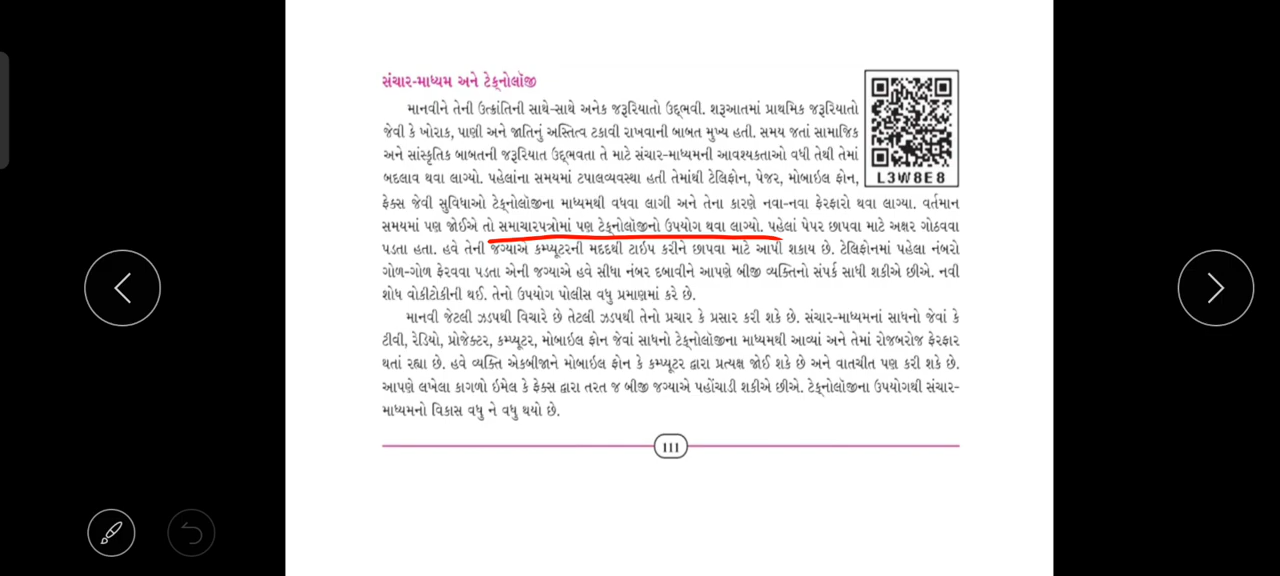 સંચાર-માધ્યમ અને ટેક્નોલૉજી
માનવીને તેની ઉત્ક્રાંતિની સાથે-સાથે અનેક જરૂરિયાતો ઉદ્દભવી. શરૂઆતમાં પ્રાથમિક જરૂરિયાતો
જેવી કે ખોરાક, પાણી અને જાતિનું અસ્તિત્વ ટકાવી રાખવાની બાબત મુખ્ય હતી. સમય જતાં સામાજિક
અને સાંસ્કૃતિક બાબતની જરૂરિયાત ઉદ્દભવતા તે માટે સંચાર-માધ્યમની આવશ્યકતાઓ વધી તેથી તેમાં
બદલાવ થવા લાગ્યો. પહેલાંના સમયમાં ટપાલવ્યવસ્થા હતી તેમાંથી ટેલિફોન, પેજર, મોબાઇલ ફોન,
L3W8E8
ફેક્સ જેવી સુવિધાઓ ટેક્નોલૉજીના માધ્યમથી વધવા લાગી અને તેના કારણે નવા-નવા ફેરફારો થવા લાગ્યા. વર્તમાન
સમયમાં પણ જોઈએ તો સમાચારપત્રોમાં પણ ટેક્નોલૉજીનો ઉપયોગ થવા લાગ્યો. પહેલાં પેપર છાપવા માટે અક્ષર ગોઠવવા
પડતા હતા. હવે તેની જગ્યાએ કમ્પ્યૂટરની મદદથી ટાઇપ કરીને છાપવા માટે આપી શકાય છે. ટેલિફોનમાં પહેલા નંબરો
ગોળ-ગોળ ફેરવવા પડતા એની જગ્યાએ હવે સીધા નંબર દબાવીને આપણે બીજી વ્યક્તિનો સંપર્ક સાધી શકીએ છીએ. નવી
શોધ વોકીટોકીની થઈ. તેનો ઉપયોગ પોલીસ વધુ પ્રમાણમાં કરે છે.
માનવી જેટલી ઝડપથી વિચારે છે તેટલી ઝડપથી તેનો પ્રચાર કે પ્રસાર કરી શકે છે. સંચાર-માધ્યમનાં સાધનો જેવાં કે
ટીવી, રેડિયો, પ્રોજેક્ટર, કમ્પ્યૂટર, મોબાઇલ ફોન જેવાં સાધનો ટેક્નોલૉજીના માધ્યમથી આવ્યાં અને તેમાં રોજબરોજ ફેરફાર
થતાં રહ્યા છે. હવે વ્યક્તિ એકબીજાને મોબાઇલ ફોન કે કમ્પ્યૂટર દ્વારા પ્રત્યક્ષ જોઈ શકે છે અને વાતચીત પણ કરી શકે છે.
આપણે લખેલા કાગળો ઇમેલ કે ફેક્સ દ્વારા તરત જ બીજી જગ્યાએ પહોંચાડી શકીએ છીએ. ટેક્નોલૉજીના ઉપયોગથી સંચાર-
માધ્યમનો વિકાસ વધુ ને વધુ થયો છે.
111